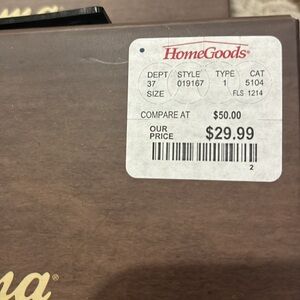 HomeGoods®
DEPT STYLE TYPE CAT
37 019167 1 5104
SIZE FLS 1214
COMPARE AT $50.00
OUR PRICE $29.99
2